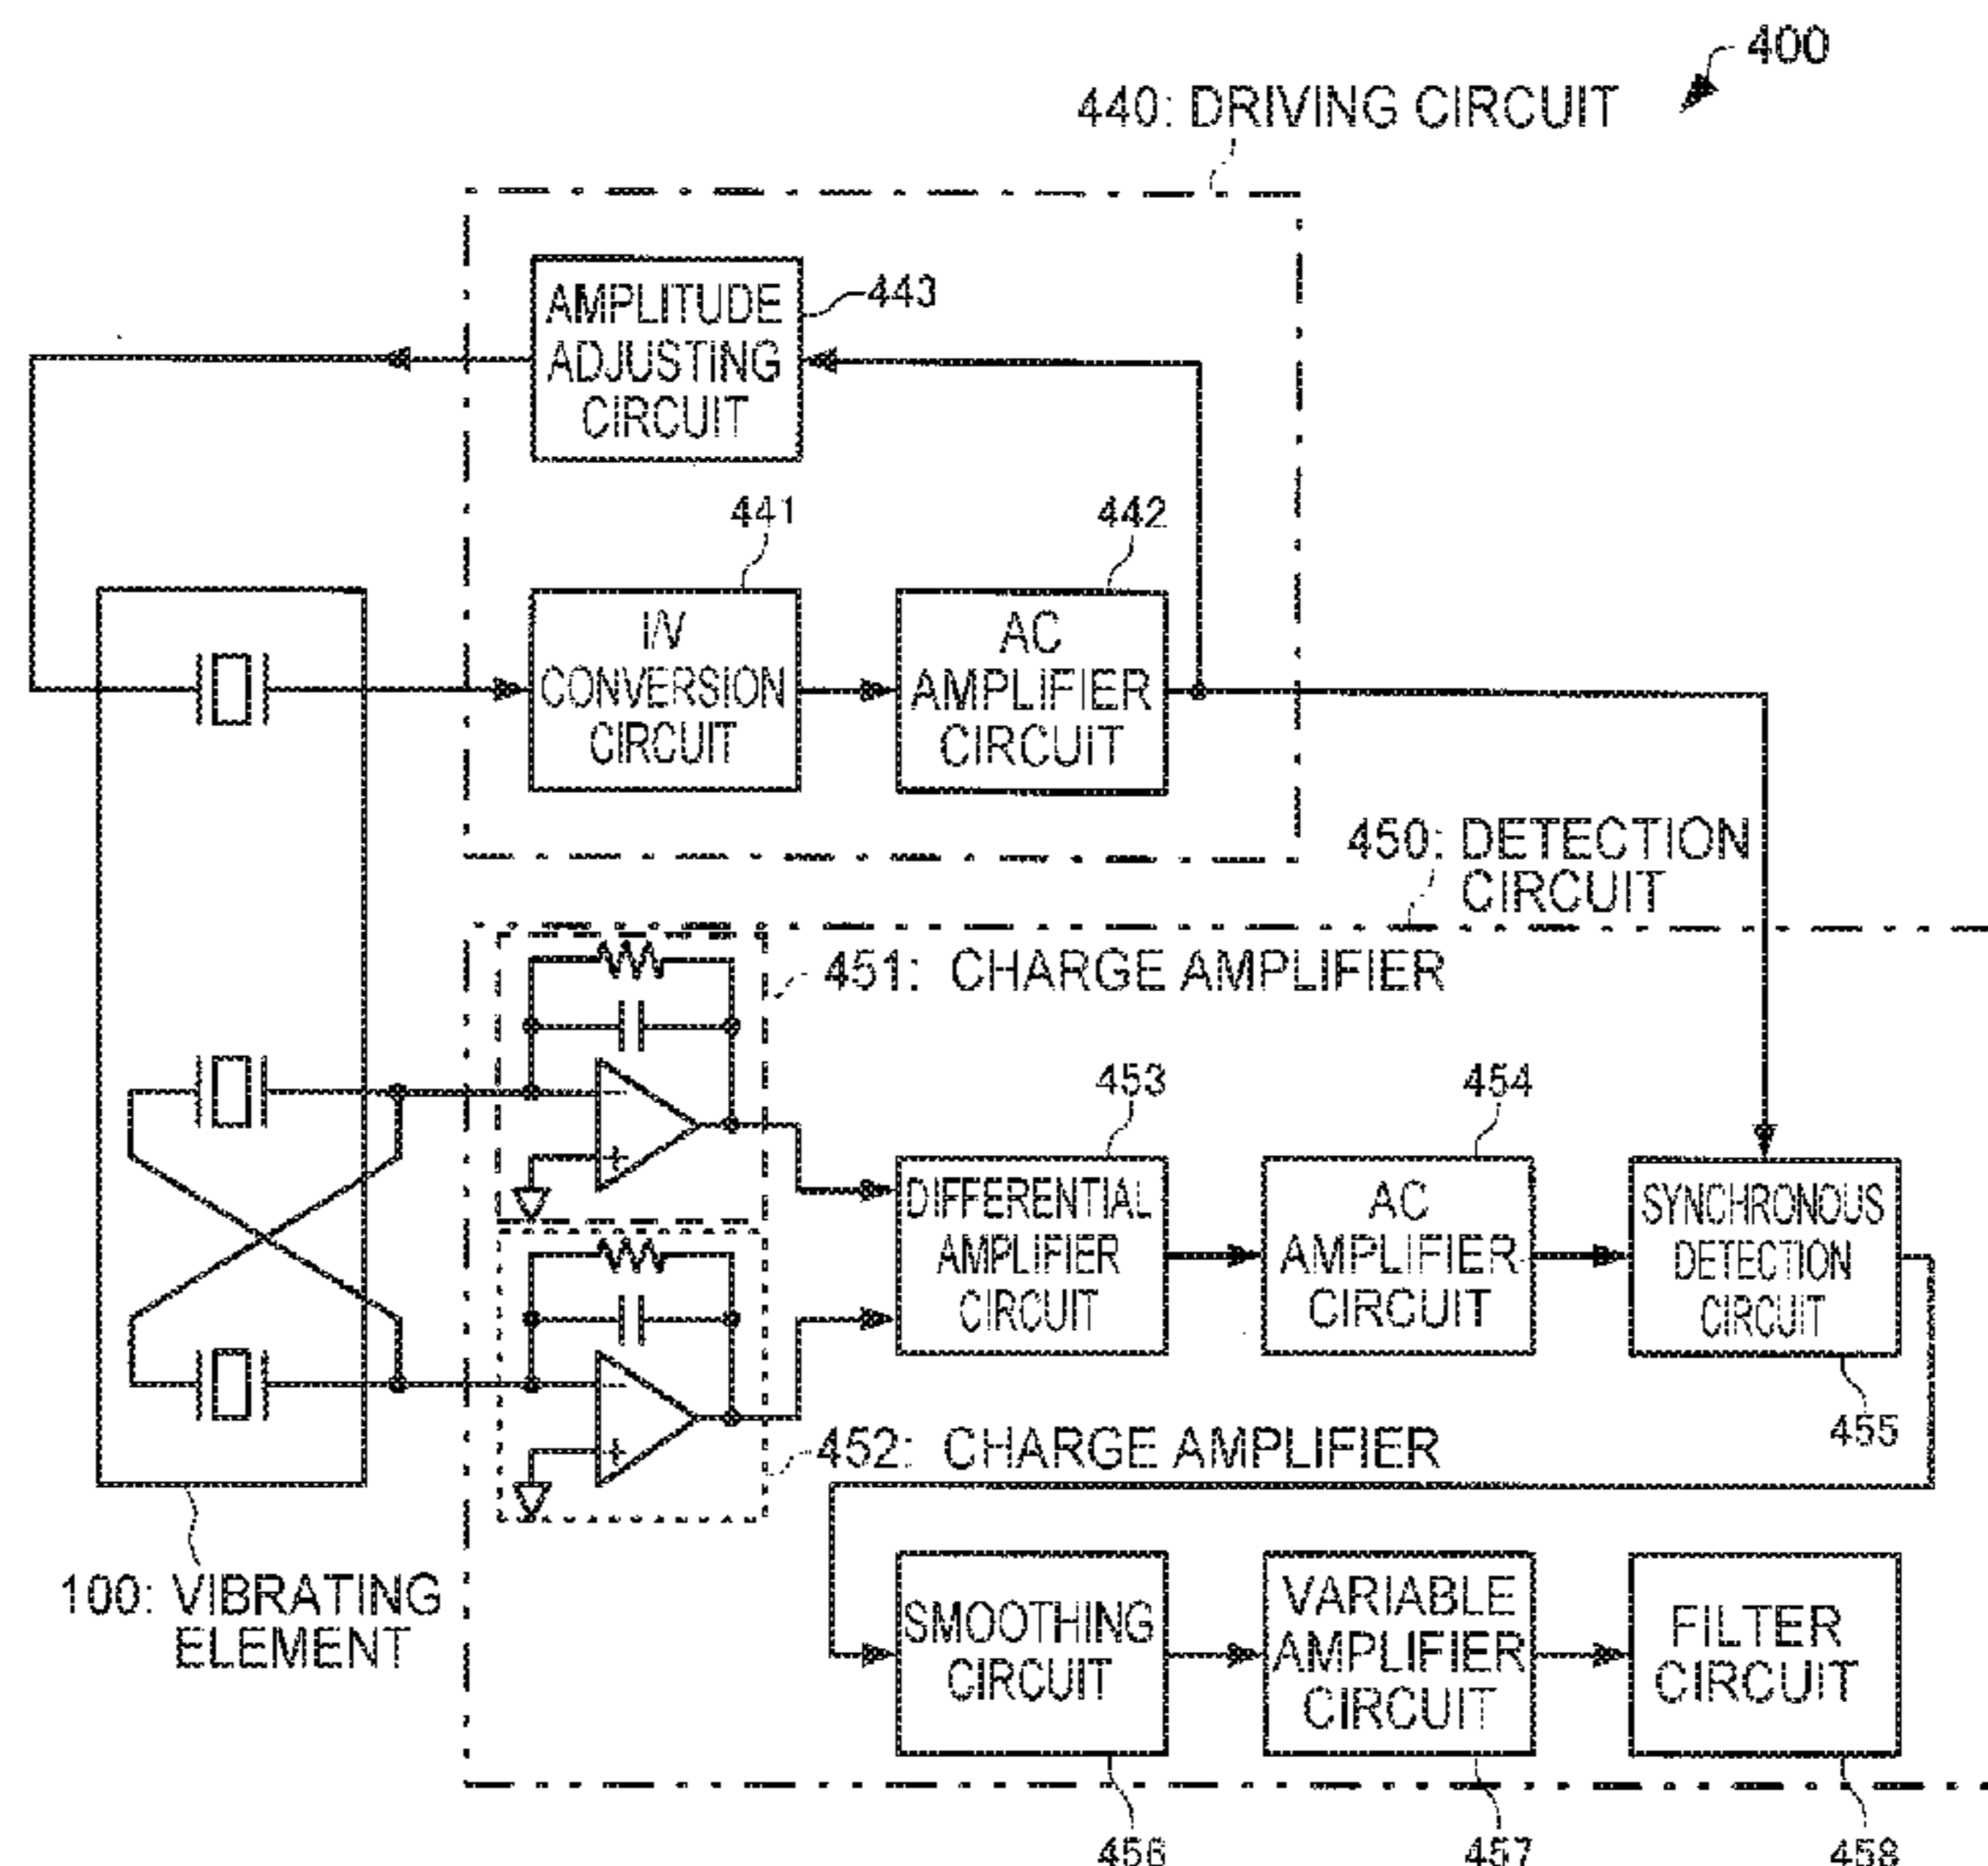 400
440: DRIVING CIRCUIT
AMPLITUDE
ADJUSTING
CIRCUIT
443
441
442
I/V
CONVERSION
CIRCUIT
AC
AMPLIFIER
CIRCUIT
450: DETECTION
CIRCUIT
451: CHARGE AMPLIFIER
-
+
453
454
DIFFERENTIAL
AMPLIFIER
CIRCUIT
AC
AMPLIFIER
CIRCUIT
SYNCHRONOUS
DETECTION
CIRCUIT
455
-
+
452: CHARGE AMPLIFIER
100: VIBRATING
ELEMENT
SMOOTHING
CIRCUIT
VARIABLE
AMPLIFIER
CIRCUIT
FILTER
CIRCUIT
456
457
458